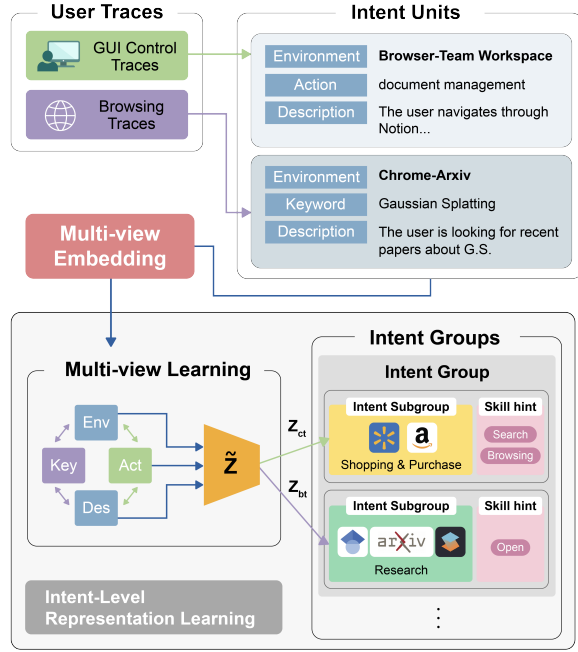 User Traces
GUI Control
Traces
Browsing
Traces
Intent Units
Environment Browser-Team Workspace
Action document management
Description The user navigates through
Notion...
Environment Chrome-Arxiv
Keyword Gaussian Splatting
Description The user is looking for recent
papers about G.S.
Multi-view
Embedding
Multi-view Learning
Env
Key Act
Des
Z̃
Zct
Zbt
Intent-Level
Representation Learning
Intent Groups
Intent Group
Intent Subgroup Skill hint
a
Shopping & Purchase
Search
Browsing
Intent Subgroup Skill hint
arXiv
Research
Open